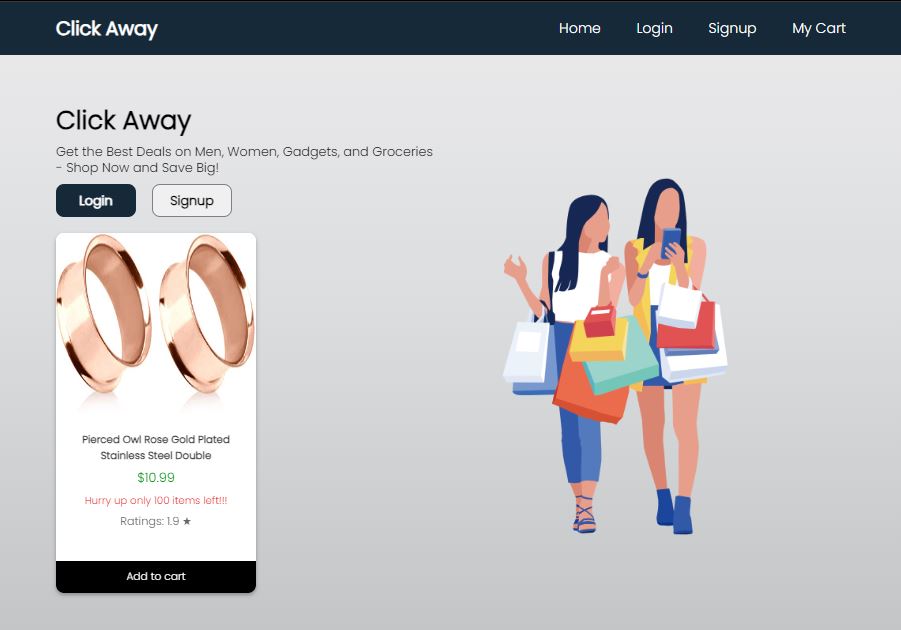 Click Away
Home
Login
Signup
My Cart
Click Away
Get the Best Deals on Men, Women, Gadgets, and Groceries
- Shop Now and Save Big!
Login
Signup
Pierced Owl Rose Gold Plated
Stainless Steel Double
$10.99
Hurry up only 100 items left!!!
Ratings: 1.9 ★
Add to cart